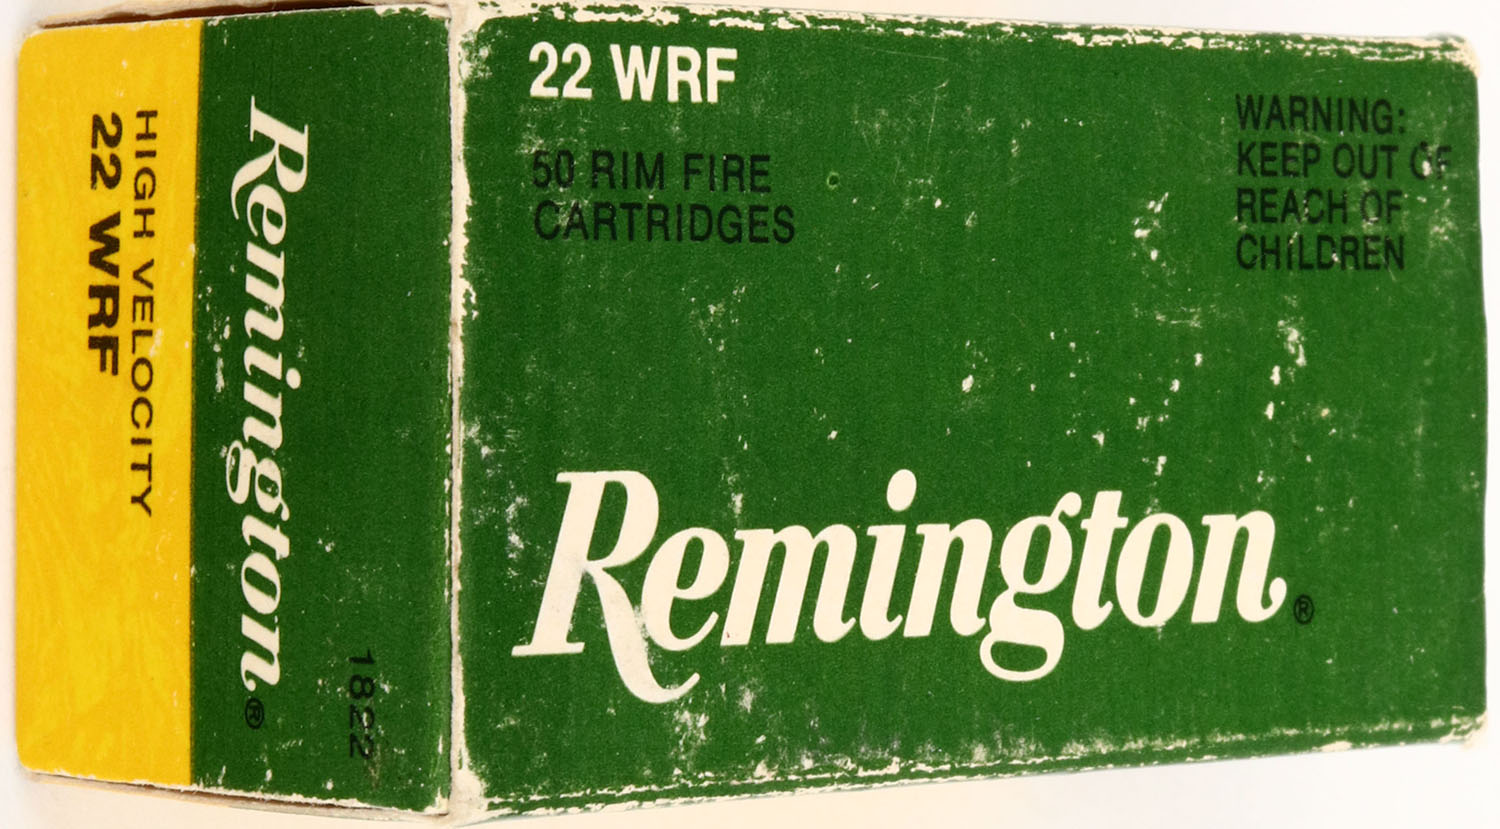 22 WRF
50 RIM FIRE
CARTRIDGES
WARNING:
KEEP OUT OF
REACH OF
CHILDREN
Remington®
HIGH VELOCITY
22 WRF
Remington®
1822